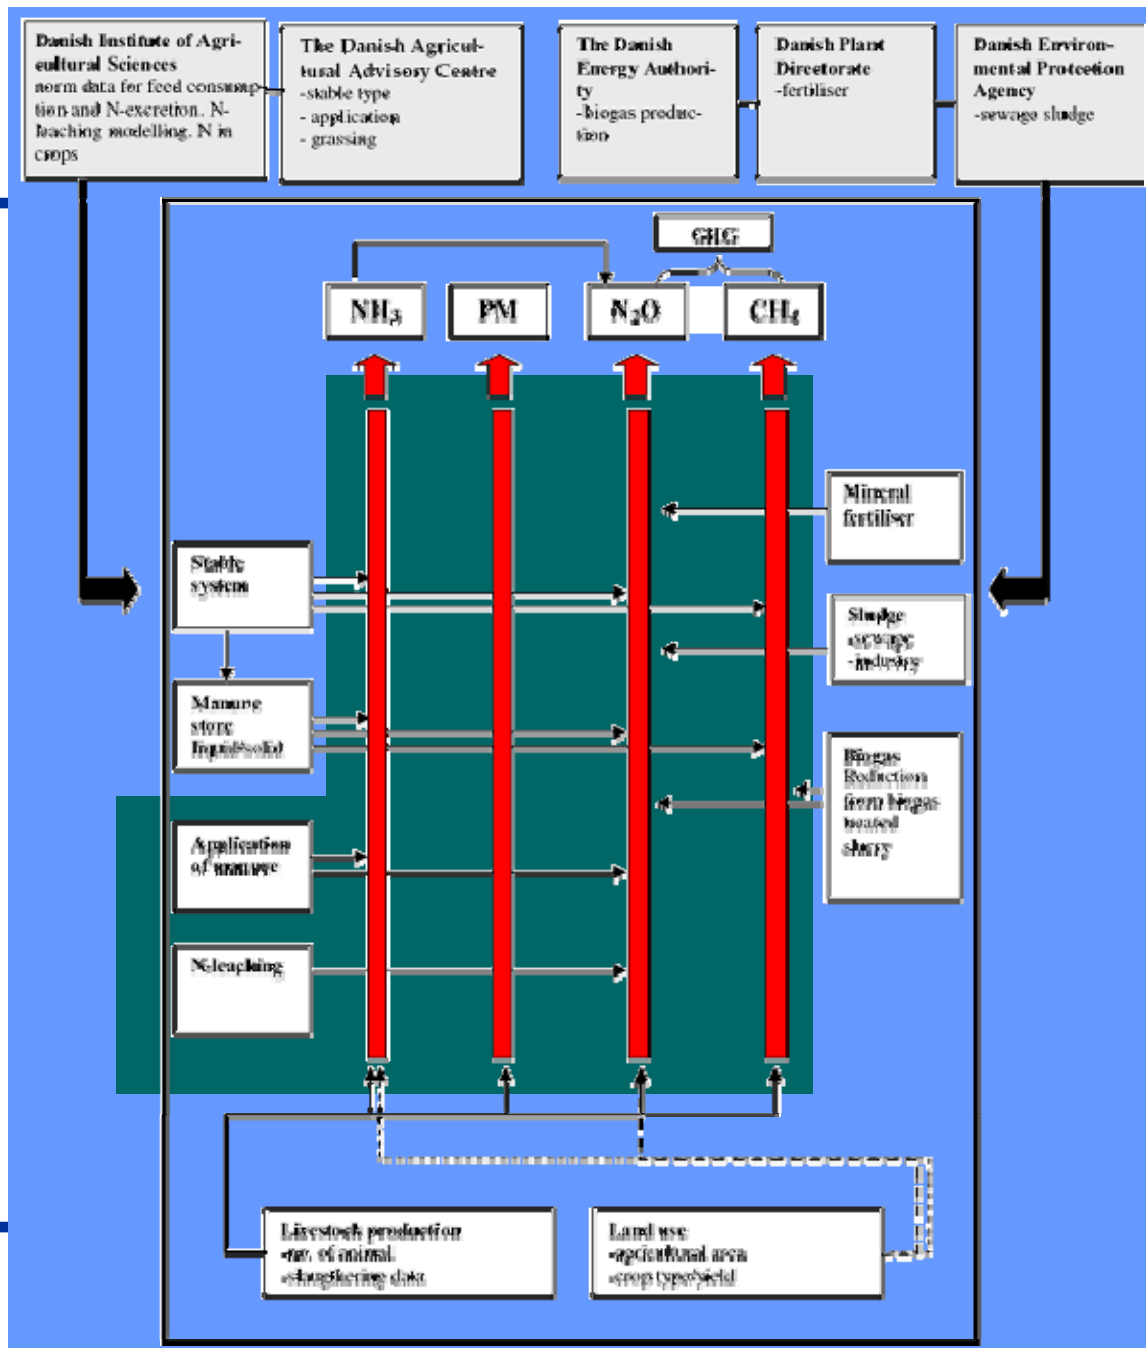 Danish Institute of Agri-
cultural Sciences
norm data for feed consump-
tion and N-excretion. N-
leaching modelling. N in
crops
The Danish Agricul-
tural Advisory Centre
-stable type
- application
- grassing
The Danish
Energy Authori-
ty
-biogas produc-
tion
Danish Plant
Directorate
-fertiliser
Danish Environ-
mental Protection
Agency
-sewage sludge
GHG
NH3
PM
N2O
CH4
Mineral
fertiliser
Stable
system
Sludge
-sewage
-industry
Manure
store
liquid/solid
Biogas
Reduction
from biogas
treated
slurry
Application
of manure
N-leaching
Livestock production
-no. of animal
-slaughtering data
Land use
-agricultural area
-crop type/yield